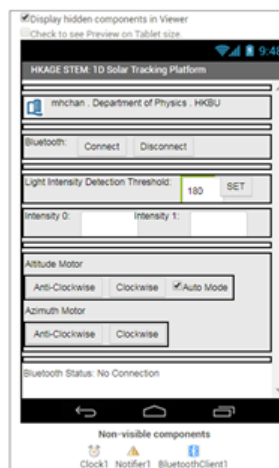 Display hidden components in Viewer
Check to see Preview on Tablet size.
9:48
HKAGE STEM: 1D Solar Tracking Platform
mhchan . Department of Physics . HKBU
Bluetooth: Connect Disconnect
Light Intensity Detection Threshold: 180 SET
Intensity 0: Intensity 1:
Altitude Motor
Anti-Clockwise Clockwise Auto Mode
Azimuth Motor
Anti-Clockwise Clockwise
Bluetooth Status: No Connection
Non-visible components
Clock1 Notifier1 BluetoothClient1